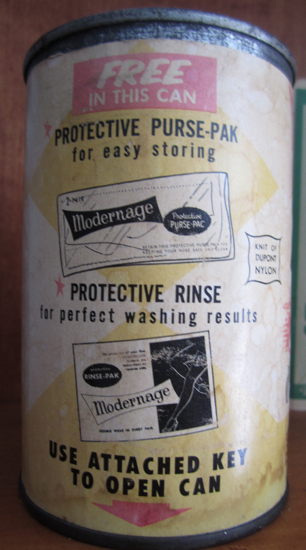 FREE
IN THIS CAN
PROTECTIVE PURSE-PAK
for easy storing
Modernage
Protective
PURSE-PAC
KNIT OF
DUPONT
NYLON
PROTECTIVE RINSE
for perfect washing results
RINSE-PAK
Modernage
USE ATTACHED KEY
TO OPEN CAN